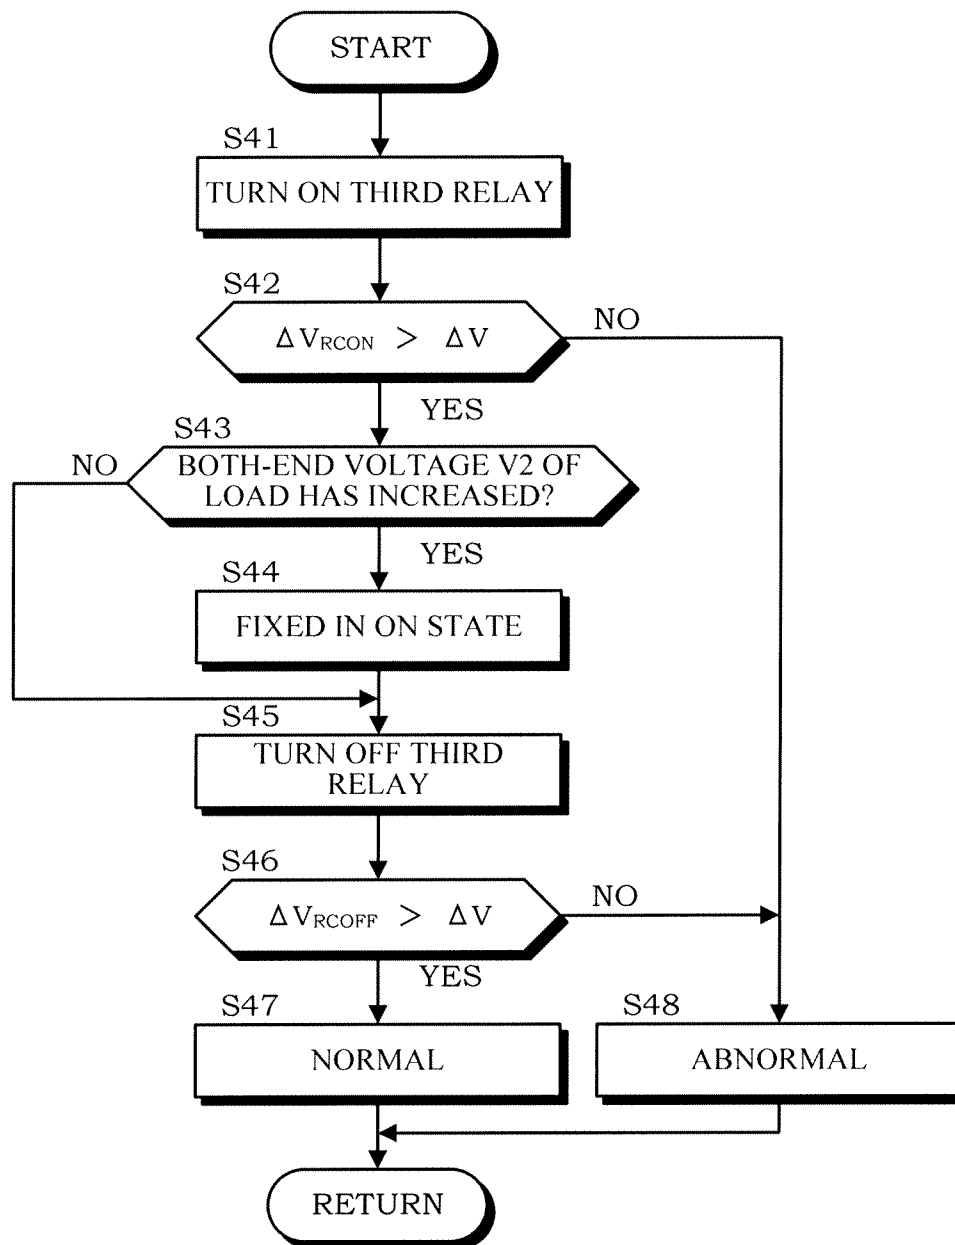 START
S41
TURN ON THIRD RELAY
S42
ΔVRCON > ΔV
NO
YES
S43
NO
BOTH-END VOLTAGE V2 OF
LOAD HAS INCREASED?
YES
S44
FIXED IN ON STATE
S45
TURN OFF THIRD
RELAY
S46
ΔVRCOFF > ΔV
NO
YES
S47
NORMAL
S48
ABNORMAL
RETURN